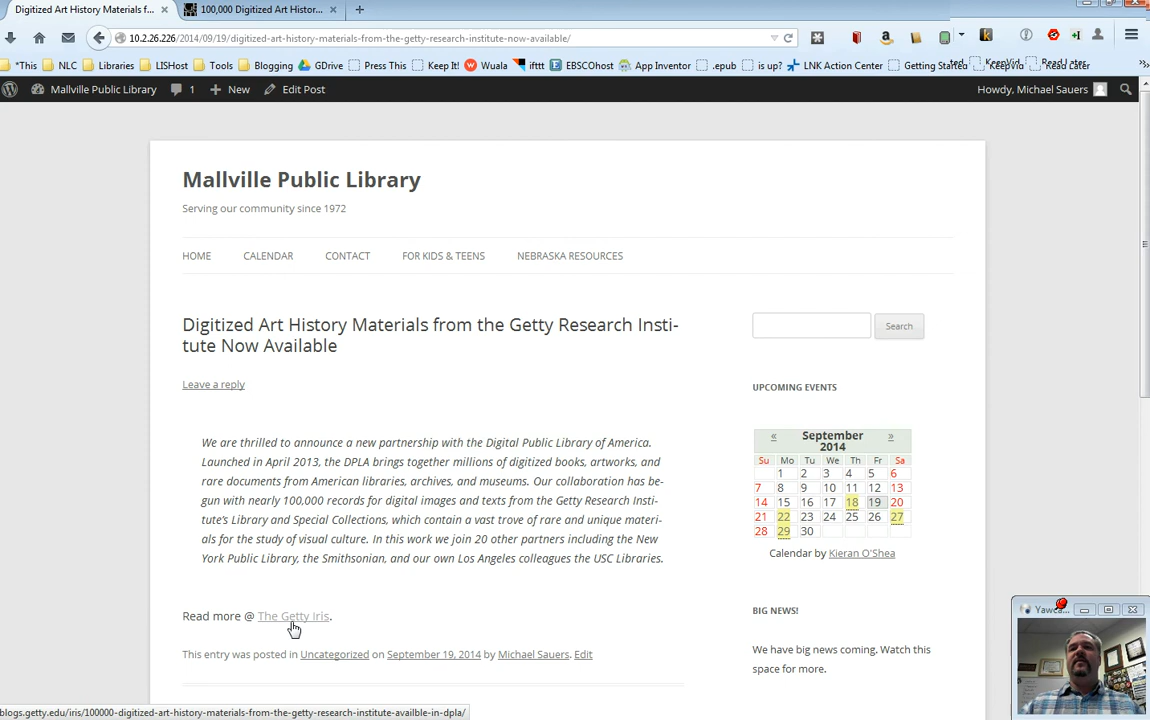 Digitized Art History Materials f... × 100,000 Digitized Art Histor... × +
10.2.26.226/2014/09/19/digitized-art-history-materials-from-the-getty-research-institute-now-available/
*This NLC Libraries LISHost Tools Blogging GDrive Press This Keep It! Wuala ifttt EBSCOhost App Inventor .epub is up? LNK Action Center Getting Started KeepVid Read Later
Mallville Public Library 1 + New Edit Post Howdy, Michael Sauers
Mallville Public Library
Serving our community since 1972
HOME CALENDAR CONTACT FOR KIDS & TEENS NEBRASKA RESOURCES
Digitized Art History Materials from the Getty Research Insti-
tute Now Available
Search
Leave a reply
UPCOMING EVENTS
We are thrilled to announce a new partnership with the Digital Public Library of America.
Launched in April 2013, the DPLA brings together millions of digitized books, artworks, and
rare documents from American libraries, archives, and museums. Our collaboration has be-
gun with nearly 100,000 records for digital images and texts from the Getty Research Insti-
tute's Library and Special Collections, which contain a vast trove of rare and unique materi-
als for the study of visual culture. In this work we join 20 other partners including the New
York Public Library, the Smithsonian, and our own Los Angeles colleagues the USC Libraries.
« September 2014 »
Su Mo Tu We Th Fr Sa
1 2 3 4 5 6
7 8 9 10 11 12 13
14 15 16 17 18 19 20
21 22 23 24 25 26 27
28 29 30
Calendar by Kieran O'Shea
Read more @ The Getty Iris.
This entry was posted in Uncategorized on September 19, 2014 by Michael Sauers. Edit
BIG NEWS!
We have big news coming. Watch this
space for more.
Yawca...
blogs.getty.edu/iris/100000-digitized-art-history-materials-from-the-getty-research-institute-availble-in-dpla/